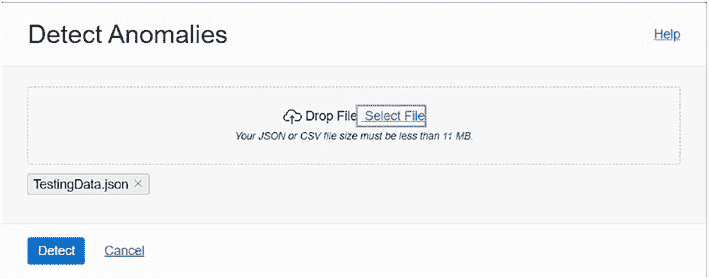 Detect Anomalies
Help
Drop File Select File
Your JSON or CSV file size must be less than 11 MB.
TestingData.json ×
Detect Cancel